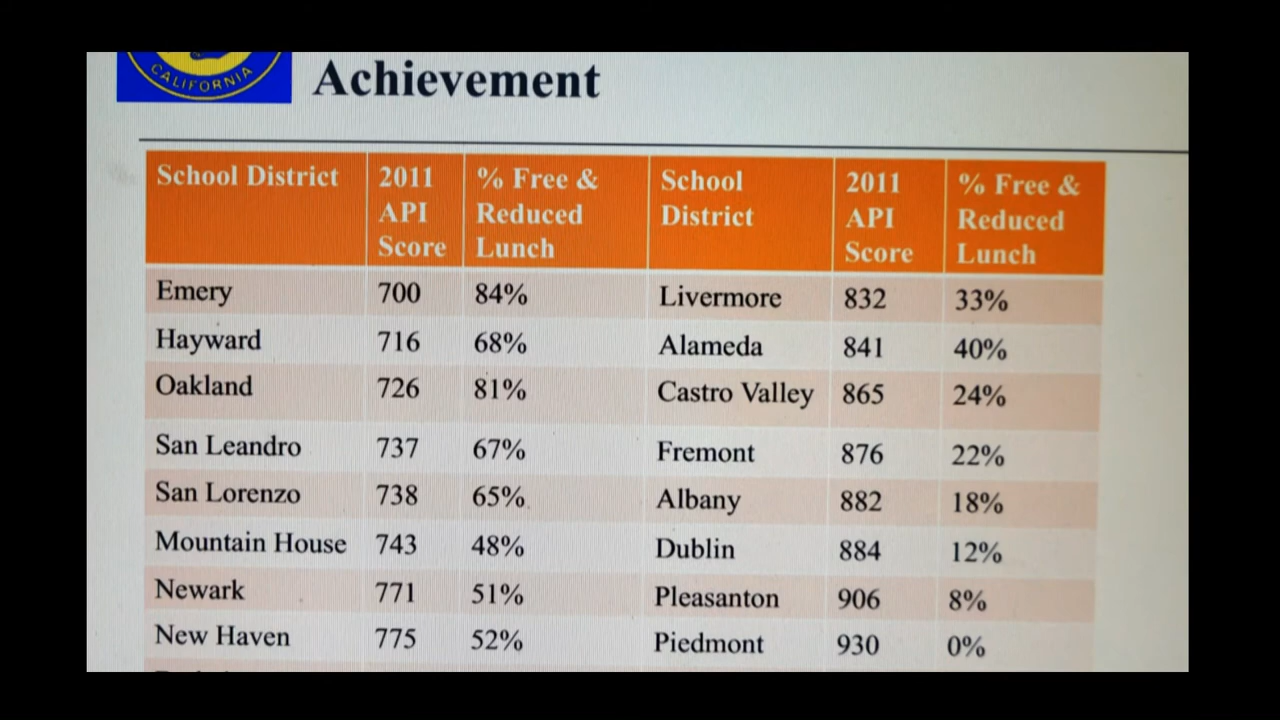 CALIFORNIA
Achievement
School District 2011 API Score % Free & Reduced Lunch School District 2011 API Score % Free & Reduced Lunch
Emery 700 84% Livermore 832 33%
Hayward 716 68% Alameda 841 40%
Oakland 726 81% Castro Valley 865 24%
San Leandro 737 67% Fremont 876 22%
San Lorenzo 738 65% Albany 882 18%
Mountain House 743 48% Dublin 884 12%
Newark 771 51% Pleasanton 906 8%
New Haven 775 52% Piedmont 930 0%